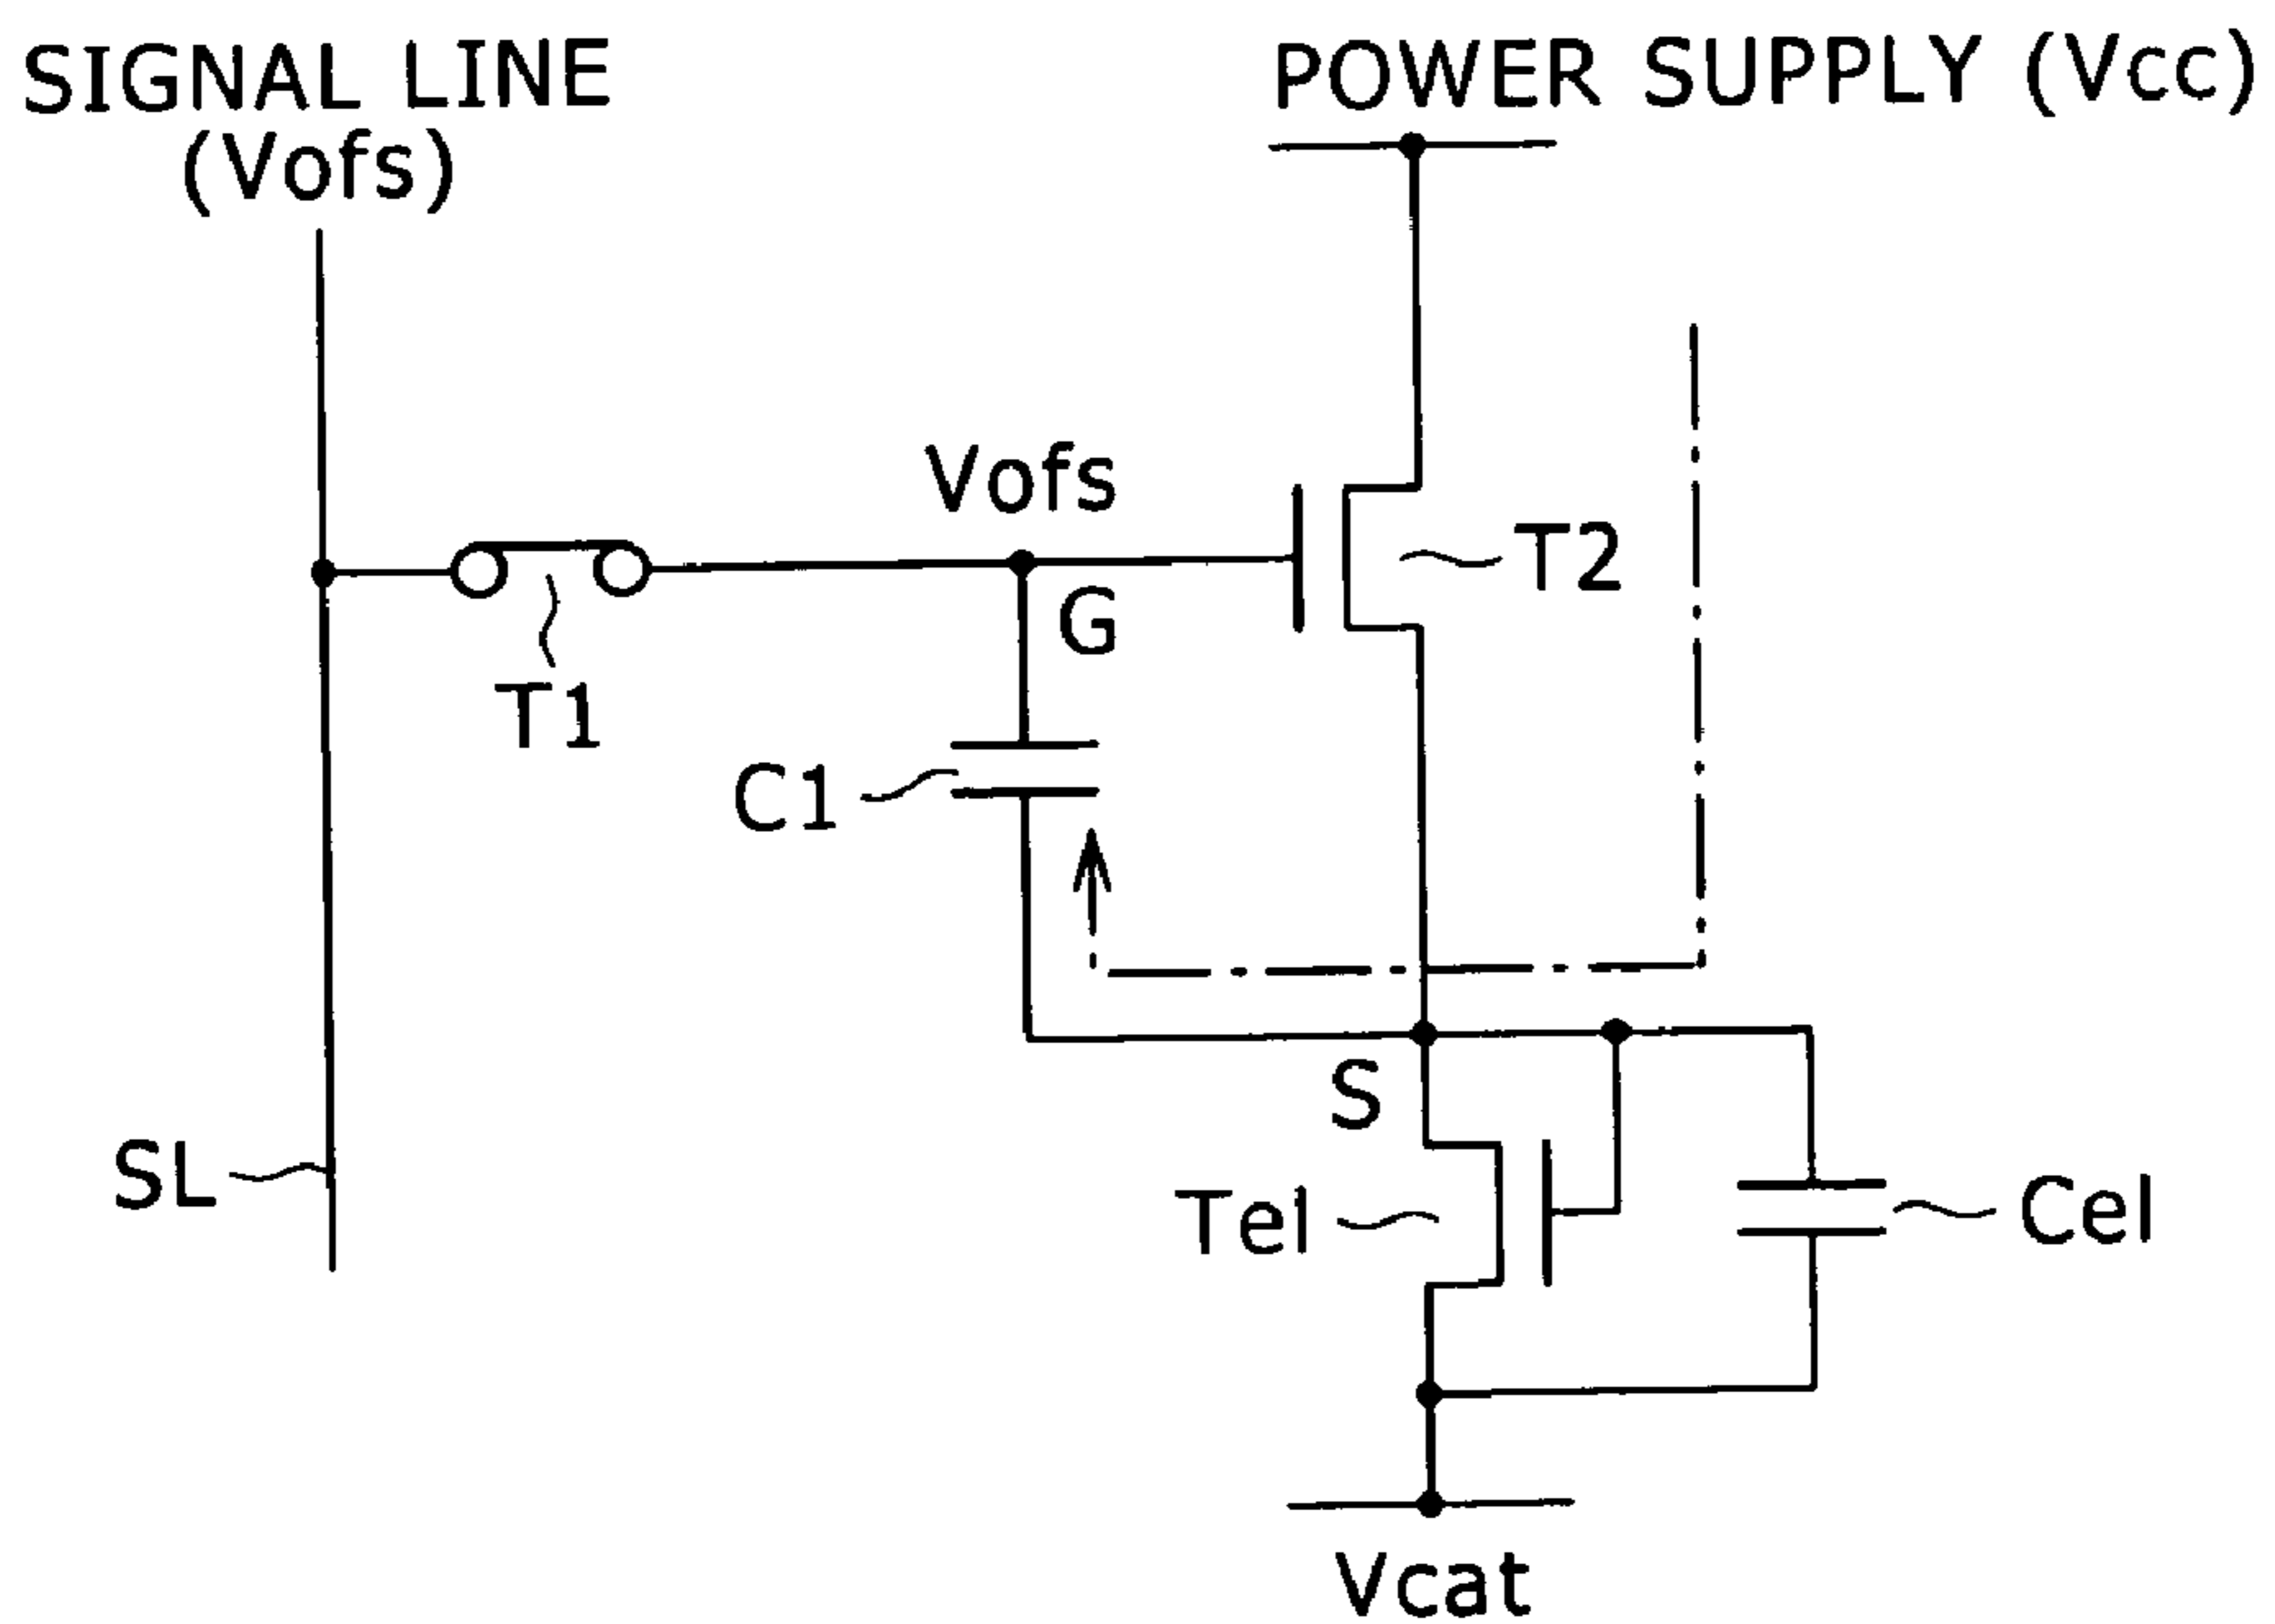 SIGNAL LINE
(Vofs)
POWER SUPPLY (Vcc)
Vofs
T2
G
T1
C1
S
SL
Tel
Cel
Vcat